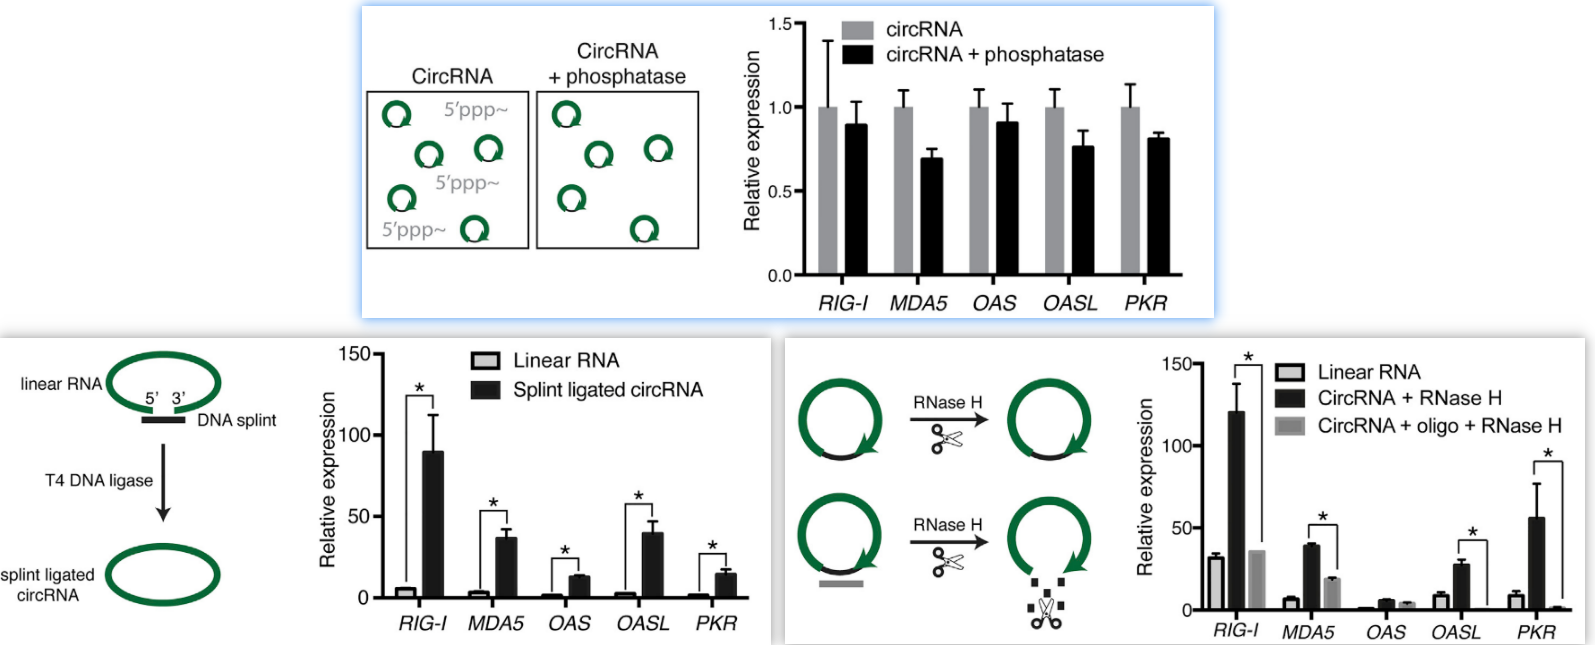 CircRNA
CircRNA
+ phosphatase
5'ppp~
5'ppp~
5'ppp~
circRNA
circRNA + phosphatase
Relative expression
1.5
1.0
0.5
0.0
RIG-I MDA5 OAS OASL PKR
linear RNA
5' 3'
DNA splint
T4 DNA ligase
splint ligated
circRNA
Linear RNA
Splint ligated circRNA
Relative expression
150
100
50
0
* * * * *
RIG-I MDA5 OAS OASL PKR
RNase H
RNase H
Linear RNA
CircRNA + RNase H
CircRNA + oligo + RNase H
Relative expression
150
100
50
0
* * * *
RIG-I MDA5 OAS OASL PKR